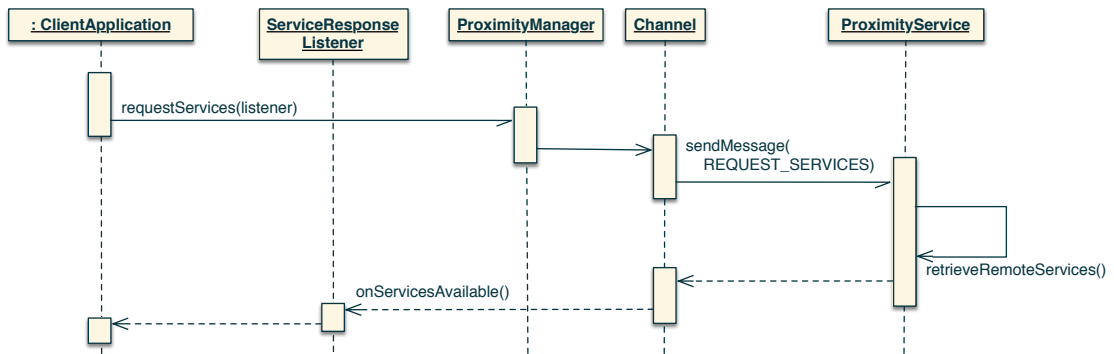 : ClientApplication
ServiceResponse
Listener
ProximityManager
Channel
ProximityService
requestServices(listener)
sendMessage(
REQUEST_SERVICES)
retrieveRemoteServices()
onServicesAvailable()